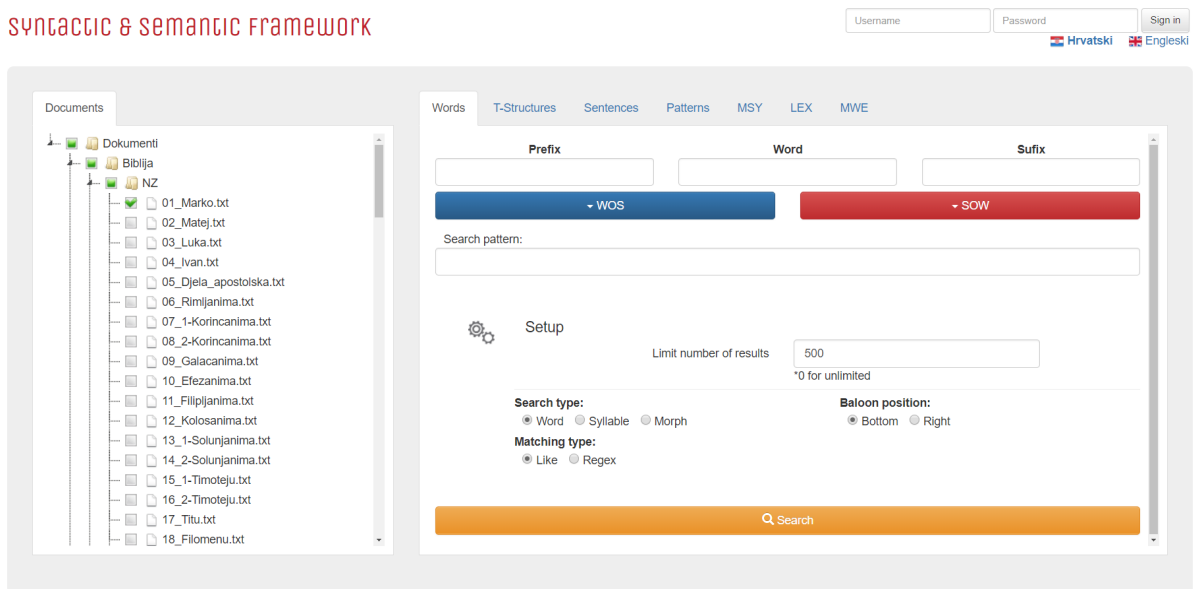 Syntactic & Semantic Framework
Username Password Sign in
Hrvatski Engleski
Documents
Dokumenti
Biblija
NZ
01_Marko.txt
02_Matej.txt
03_Luka.txt
04_Ivan.txt
05_Djela_apostolska.txt
06_Rimljanima.txt
07_1-Korincanima.txt
08_2-Korincanima.txt
09_Galacanima.txt
10_Efezanima.txt
11_Filipljanima.txt
12_Kolosanima.txt
13_1-Solunjanima.txt
14_2-Solunjanima.txt
15_1-Timoteju.txt
16_2-Timoteju.txt
17_Titu.txt
18_Filomenu.txt
Words T-Structures Sentences Patterns MSY LEX MWE
Prefix Word Sufix
WOS SOW
Search pattern:
Setup
Limit number of results 500
*0 for unlimited
Search type: Baloon position:
Word Syllable Morph Bottom Right
Matching type:
Like Regex
Search